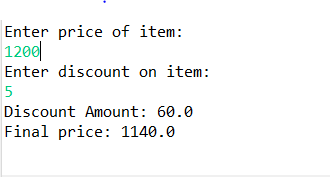 Enter price of item:
1200
Enter discount on item:
5
Discount Amount: 60.0
Final price: 1140.0